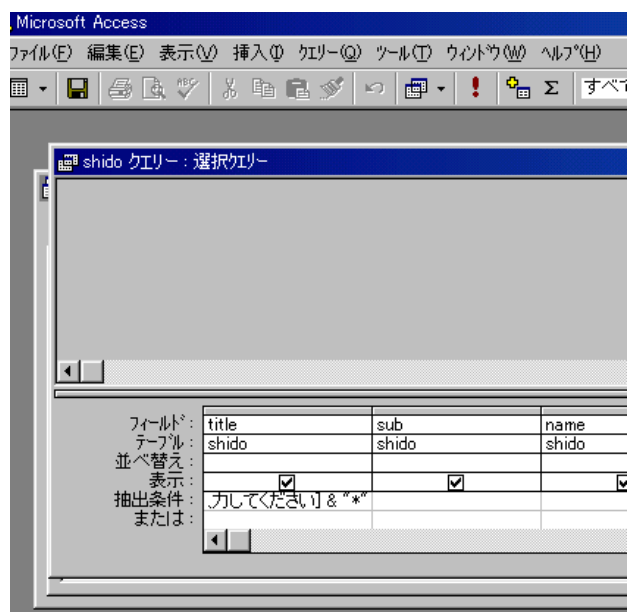 Microsoft Access
ファイル(F) 編集(E) 表示(V) 挿入(I) クエリー(Q) ツール(T) ウィンドウ(W) ヘルプ(H)
ABC Σ すべて
shido クエリー : 選択クエリー
フィールド: title sub name
テーブル: shido shido shido
並べ替え:
表示:
抽出条件: 力してください] & "*"
または: